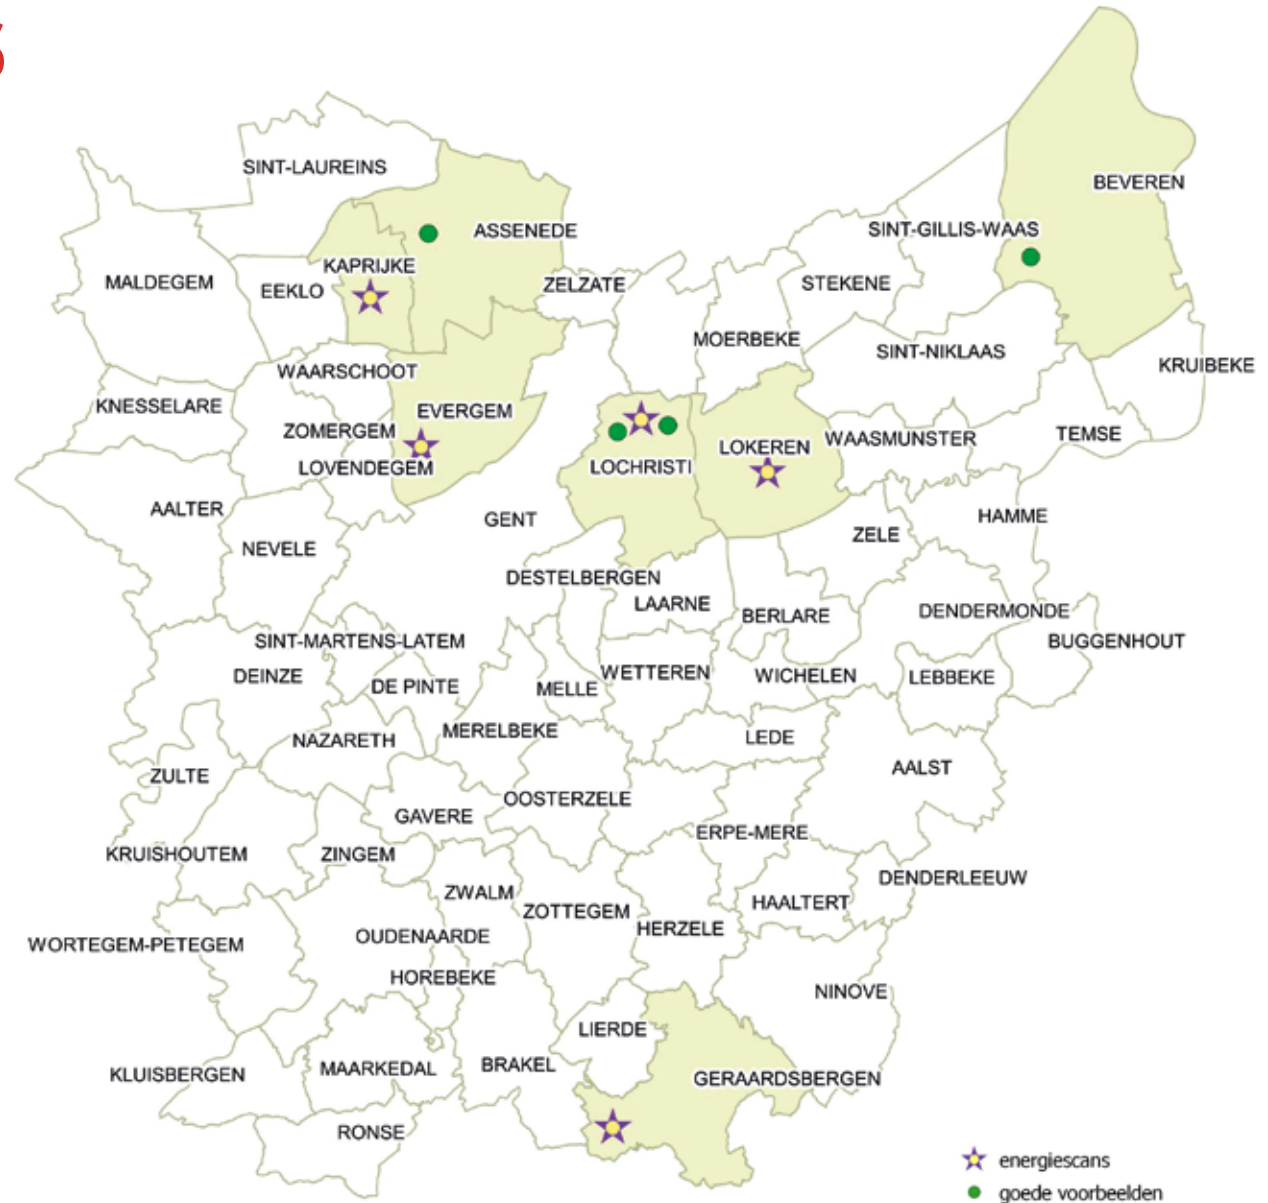 SINT-LAUREINS
BEVEREN
ASSENEDE
SINT-GILLIS-WAAS
KAPRIJKE
MALDEGEM
EEKLO
ZELZATE
STEKENE
MOERBEKE
SINT-NIKLAAS
KRUIBEKE
WAARSCHOOT
KNESSELARE
EVERGEM
ZOMERGEM
LOKEREN
WAASMUNSTER
TEMSE
LOVENDEGEM
LOCHRISTI
AALTER
GENT
HAMME
NEVELE
ZELE
DESTELBERGEN
LAARNE
BERLARE
DENDERMONDE
SINT-MARTENS-LATEM
BUGGENHOUT
DEINZE
DE PINTE
MELLE
WETTEREN
WICHELEN
LEBBEKE
NAZARETH
MERELBEKE
LEDE
ZULTE
AALST
OOSTERZELE
GAVERE
ERPE-MERE
KRUISHOUTEM
ZINGEM
DENDERLEEUW
ZWALM
HAALTERT
ZOTTEGEM
HERZELE
WORTEGEM-PETEGEM
OUDENAARDE
HOREBEKE
NINOVE
LIERDE
KLUISBERGEN
MAARKEDAL
BRAKEL
GERAARDSBERGEN
RONSE
energiescans
goede voorbeelden